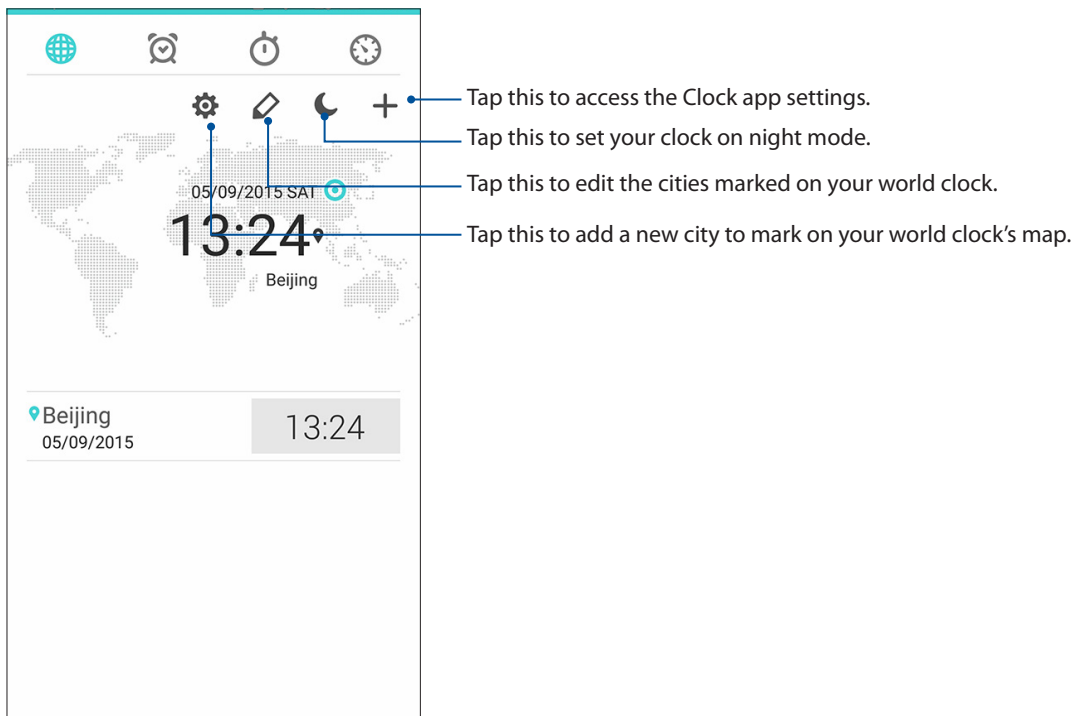 Tap this to access the Clock app settings.
Tap this to set your clock on night mode.
Tap this to edit the cities marked on your world clock.
Tap this to add a new city to mark on your world clock’s map.
05/09/2015 SAT
13:24
Beijing
Beijing
05/09/2015
13:24